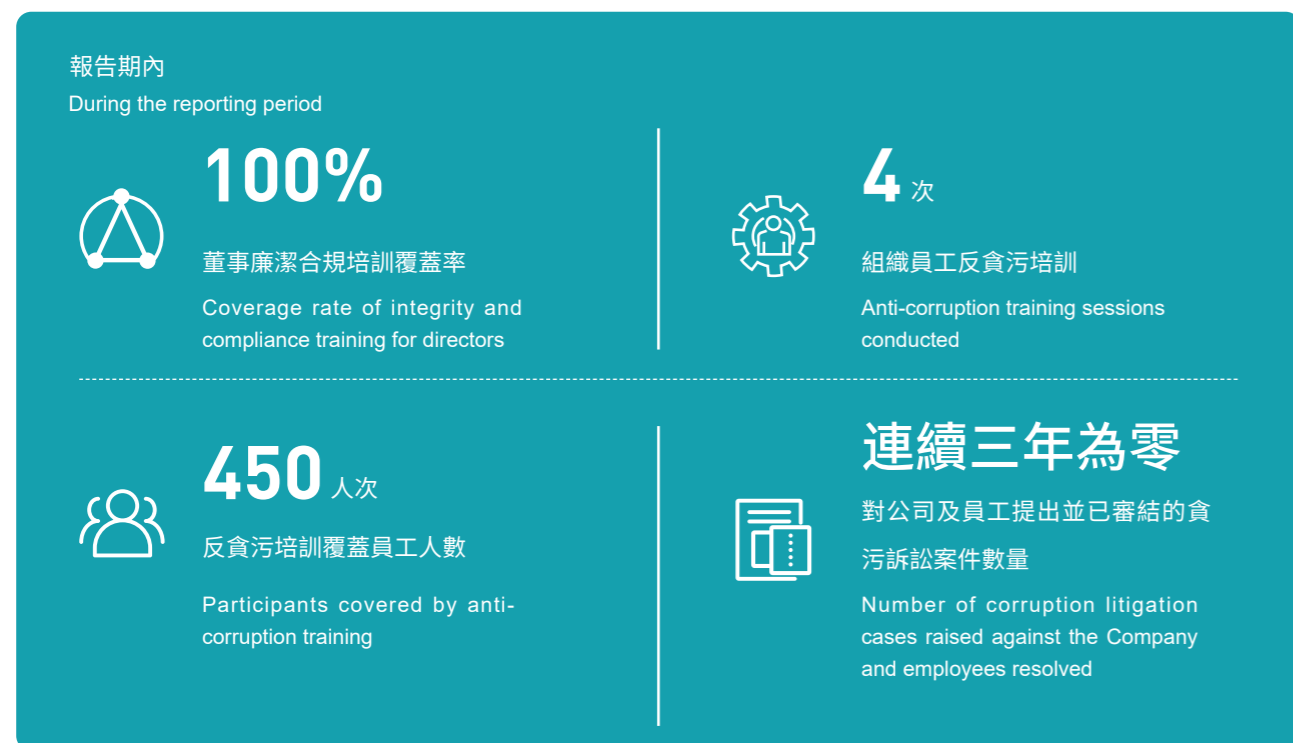 報告期內
During the reporting period
100%
董事廉潔合規培訓覆蓋率
Coverage rate of integrity and
compliance training for directors
4 次
組織員工反貪污培訓
Anti-corruption training sessions
conducted
450 人次
反貪污培訓覆蓋員工人數
Participants covered by anti-
corruption training
連續三年為零
對公司及員工提出並已審結的貪
污訴訟案件數量
Number of corruption litigation
cases raised against the Company
and employees resolved